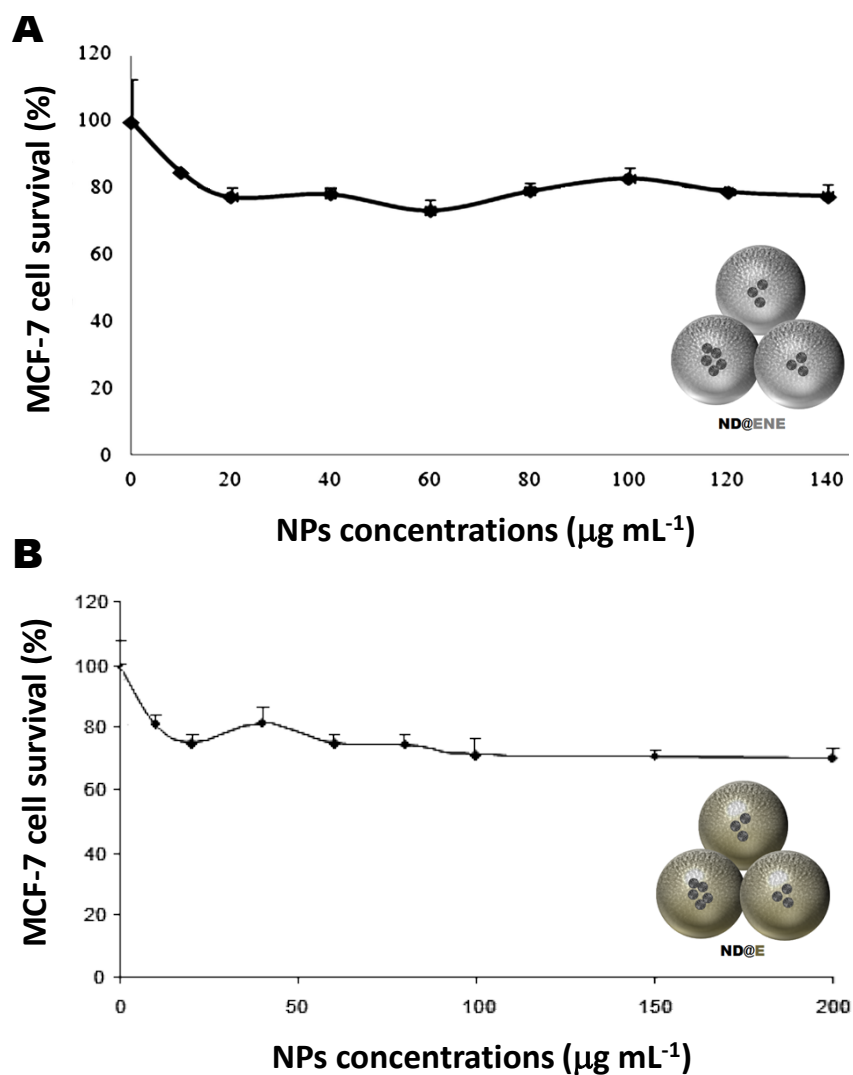 A
MCF-7 cell survival (%)
120
100
80
60
40
20
0
0 20 40 60 80 100 120 140
ND@ENE
NPs concentrations (μg mL-1)
B
MCF-7 cell survival (%)
120
100
80
60
40
20
0
0 50 100 150 200
ND@E
NPs concentrations (μg mL-1)